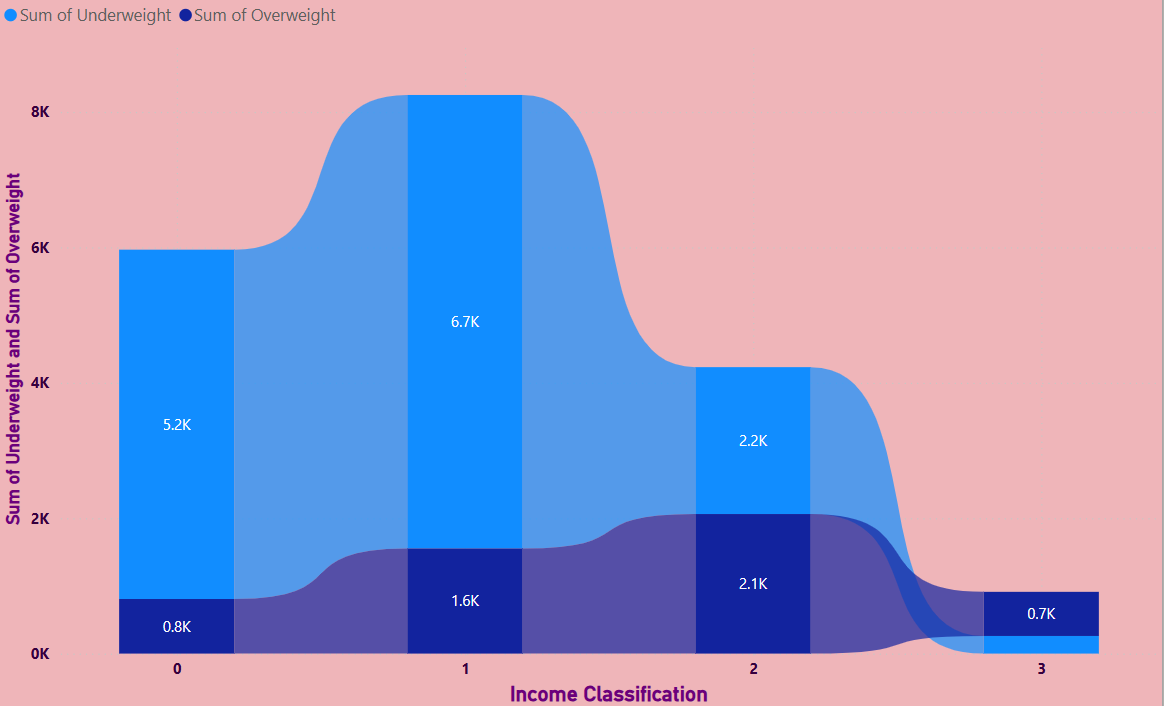 Sum of Underweight Sum of Overweight
8K
6K
4K
2K
0K
Sum of Underweight and Sum of Overweight
5.2K
0.8K
6.7K
1.6K
2.2K
2.1K
0.7K
0 1 2 3
Income Classification